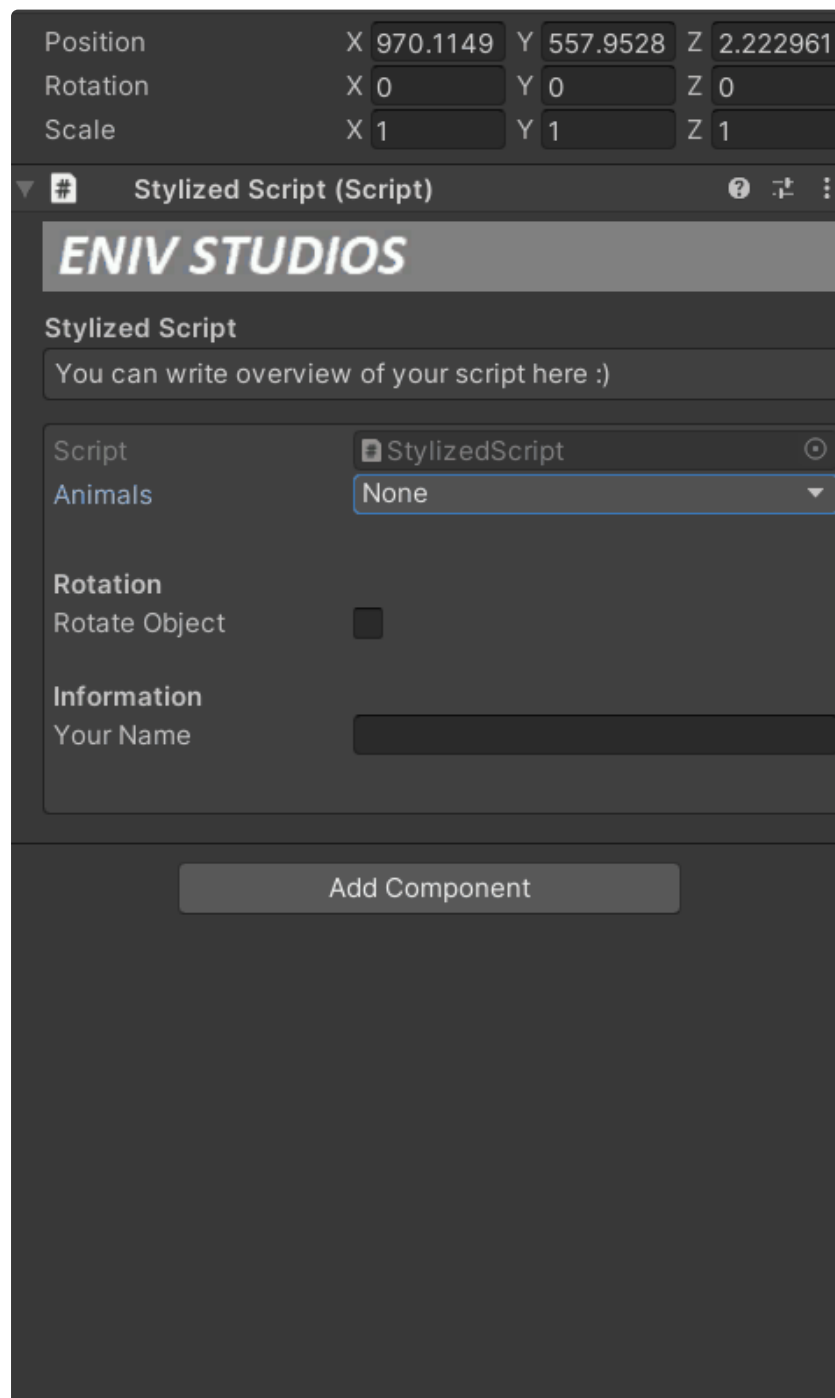 Position X 970.1149 Y 557.9528 Z 2.222961
Rotation X 0 Y 0 Z 0
Scale X 1 Y 1 Z 1
# Stylized Script (Script)
ENIV STUDIOS
Stylized Script
You can write overview of your script here :)
Script # StylizedScript
Animals None
Rotation
Rotate Object
Information
Your Name
Add Component